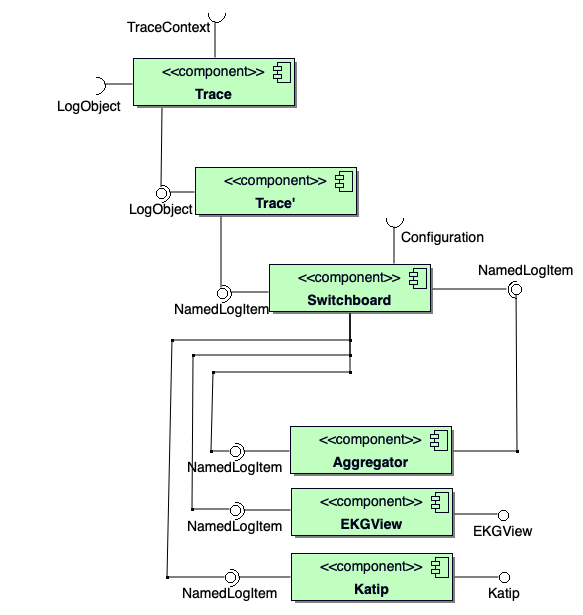 TraceContext
<<component>>
Trace
LogObject
<<component>>
Trace'
LogObject
Configuration
<<component>>
Switchboard
NamedLogItem
NamedLogItem
<<component>>
Aggregator
NamedLogItem
<<component>>
EKGView
NamedLogItem
EKGView
<<component>>
Katip
NamedLogItem
Katip